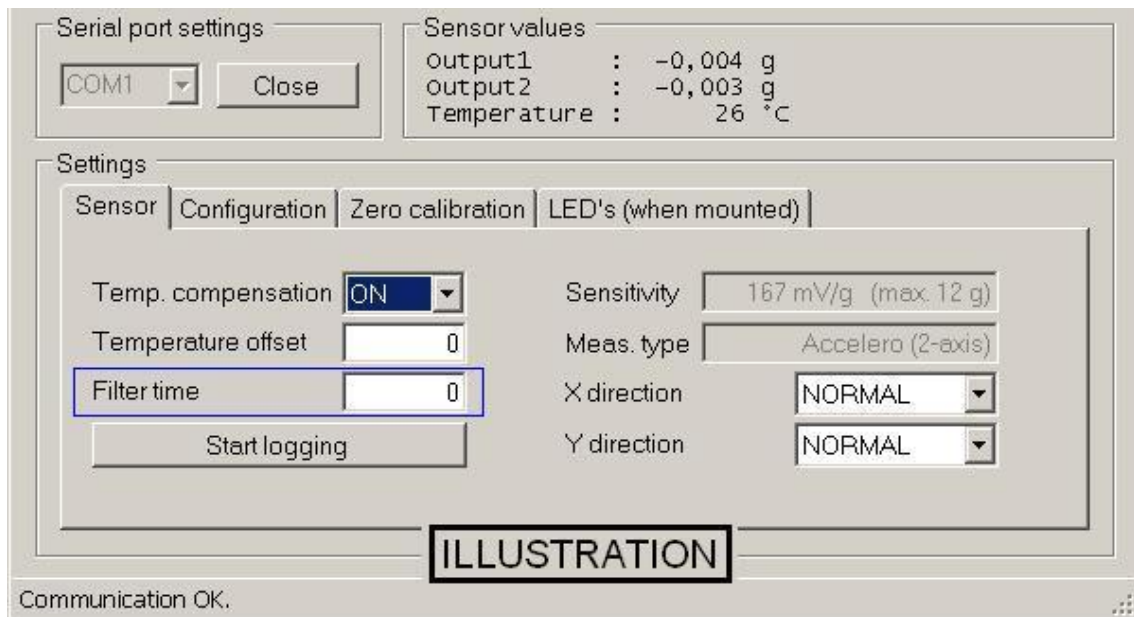 Serial port settings
COM1
Close
Sensor values
Output1 : -0,004 g
Output2 : -0,003 g
Temperature : 26 °C
Settings
Sensor
Configuration
Zero calibration
LED's (when mounted)
Temp. compensation ON
Temperature offset 0
Filter time 0
Start logging
Sensitivity 167 mV/g (max. 12 g)
Meas. type Accelero (2-axis)
X direction NORMAL
Y direction NORMAL
ILLUSTRATION
Communication OK.